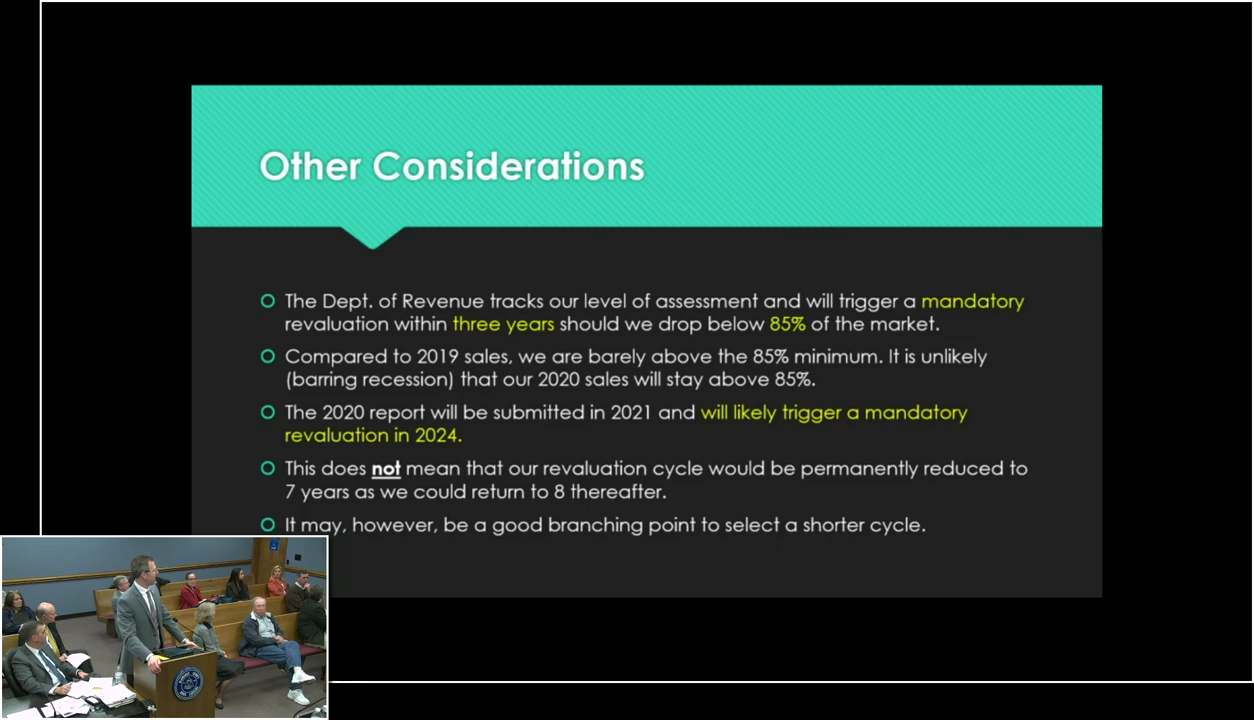 Other Considerations
The Dept. of Revenue tracks our level of assessment and will trigger a mandatory
revaluation within three years should we drop below 85% of the market.
Compared to 2019 sales, we are barely above the 85% minimum. It is unlikely
(barring recession) that our 2020 sales will stay above 85%.
The 2020 report will be submitted in 2021 and will likely trigger a mandatory
revaluation in 2024.
This does not mean that our revaluation cycle would be permanently reduced to
7 years as we could return to 8 thereafter.
It may, however, be a good branching point to select a shorter cycle.